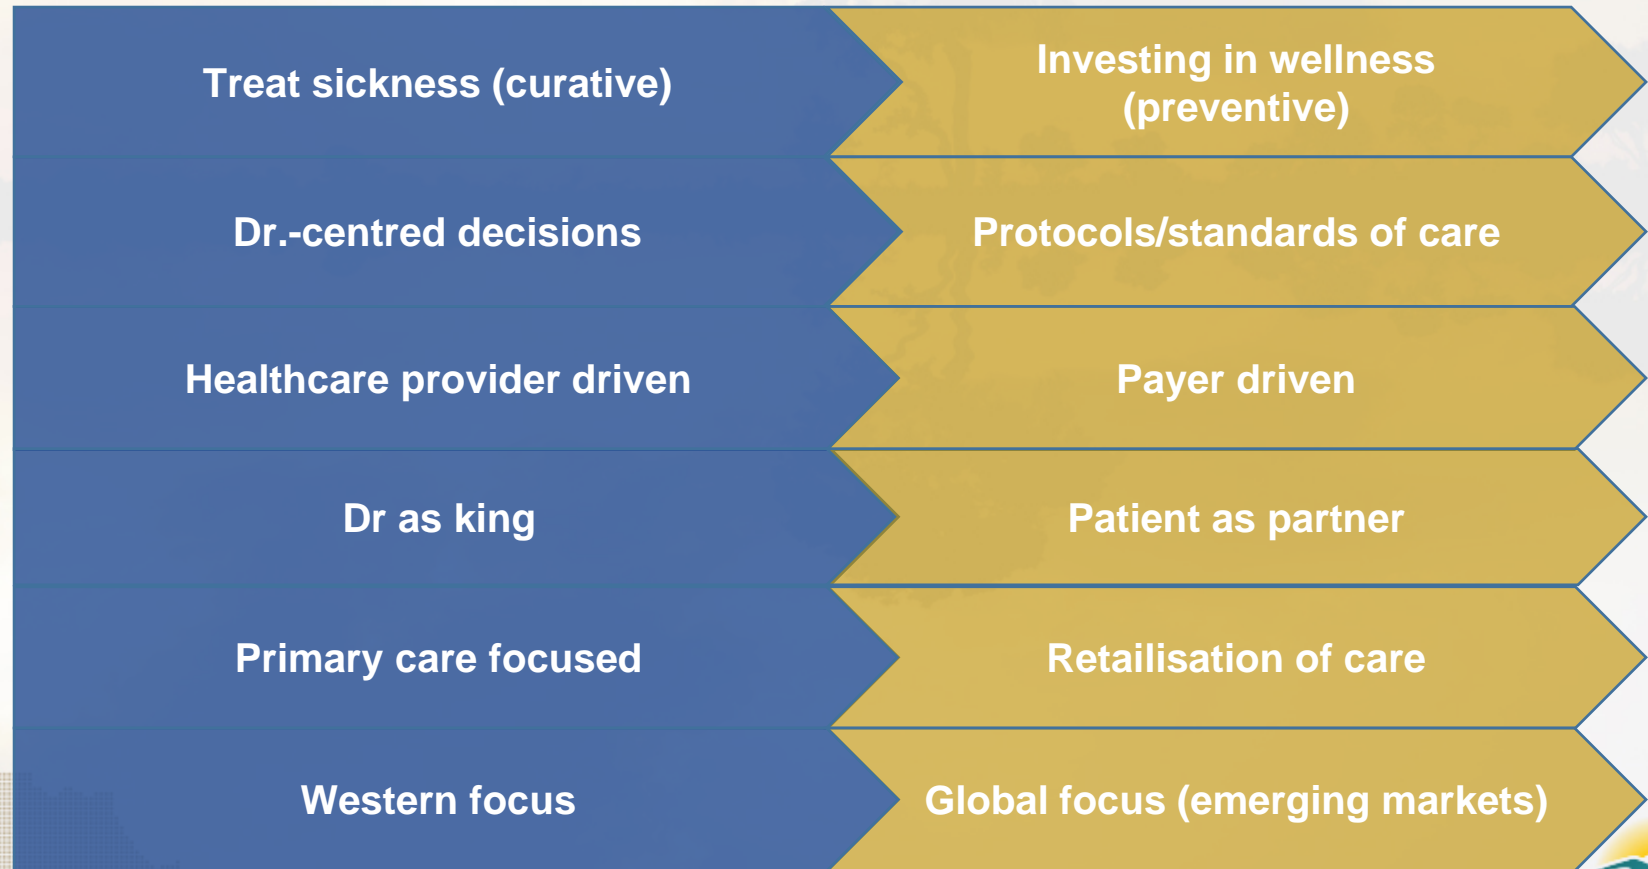 Treat sickness (curative)
Investing in wellness
(preventive)
Dr.-centred decisions
Protocols/standards of care
Healthcare provider driven
Payer driven
Dr as king
Patient as partner
Primary care focused
Retailisation of care
Western focus
Global focus (emerging markets)